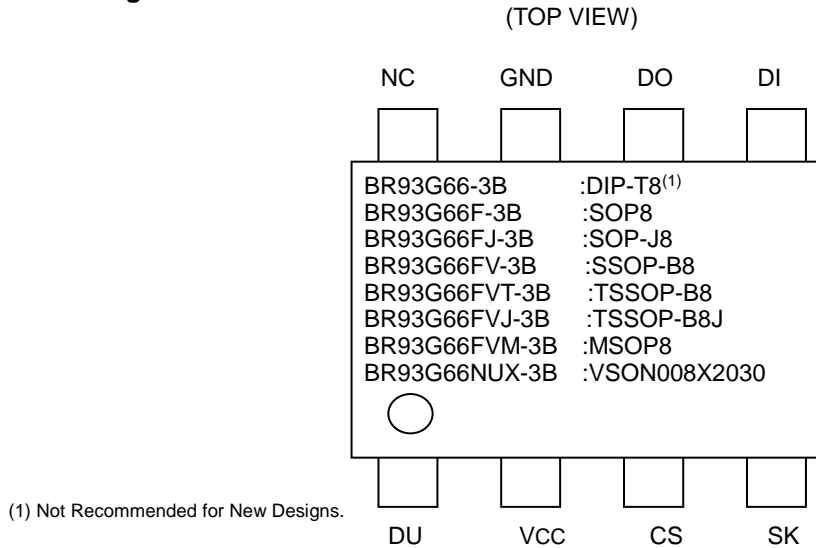 (TOP VIEW)
NC GND DO DI
BR93G66-3B :DIP-T8(1)
BR93G66F-3B :SOP8
BR93G66FJ-3B :SOP-J8
BR93G66FV-3B :SSOP-B8
BR93G66FVT-3B :TSSOP-B8
BR93G66FVJ-3B :TSSOP-B8J
BR93G66FVM-3B :MSOP8
BR93G66NUX-3B :VSON008X2030
(1) Not Recommended for New Designs.
DU VCC CS SK